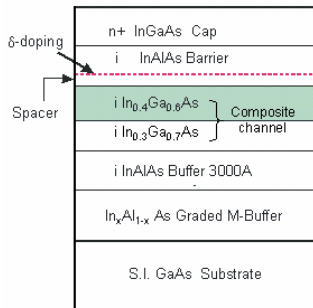 n+ InGaAs Cap
δ-doping
i InAlAs Barrier
Spacer
i In0.4Ga0.6As
Composite
channel
i In0.3Ga0.7As
i InAlAs Buffer 3000A
InxAl1-x As Graded M-Buffer
S.I. GaAs Substrate